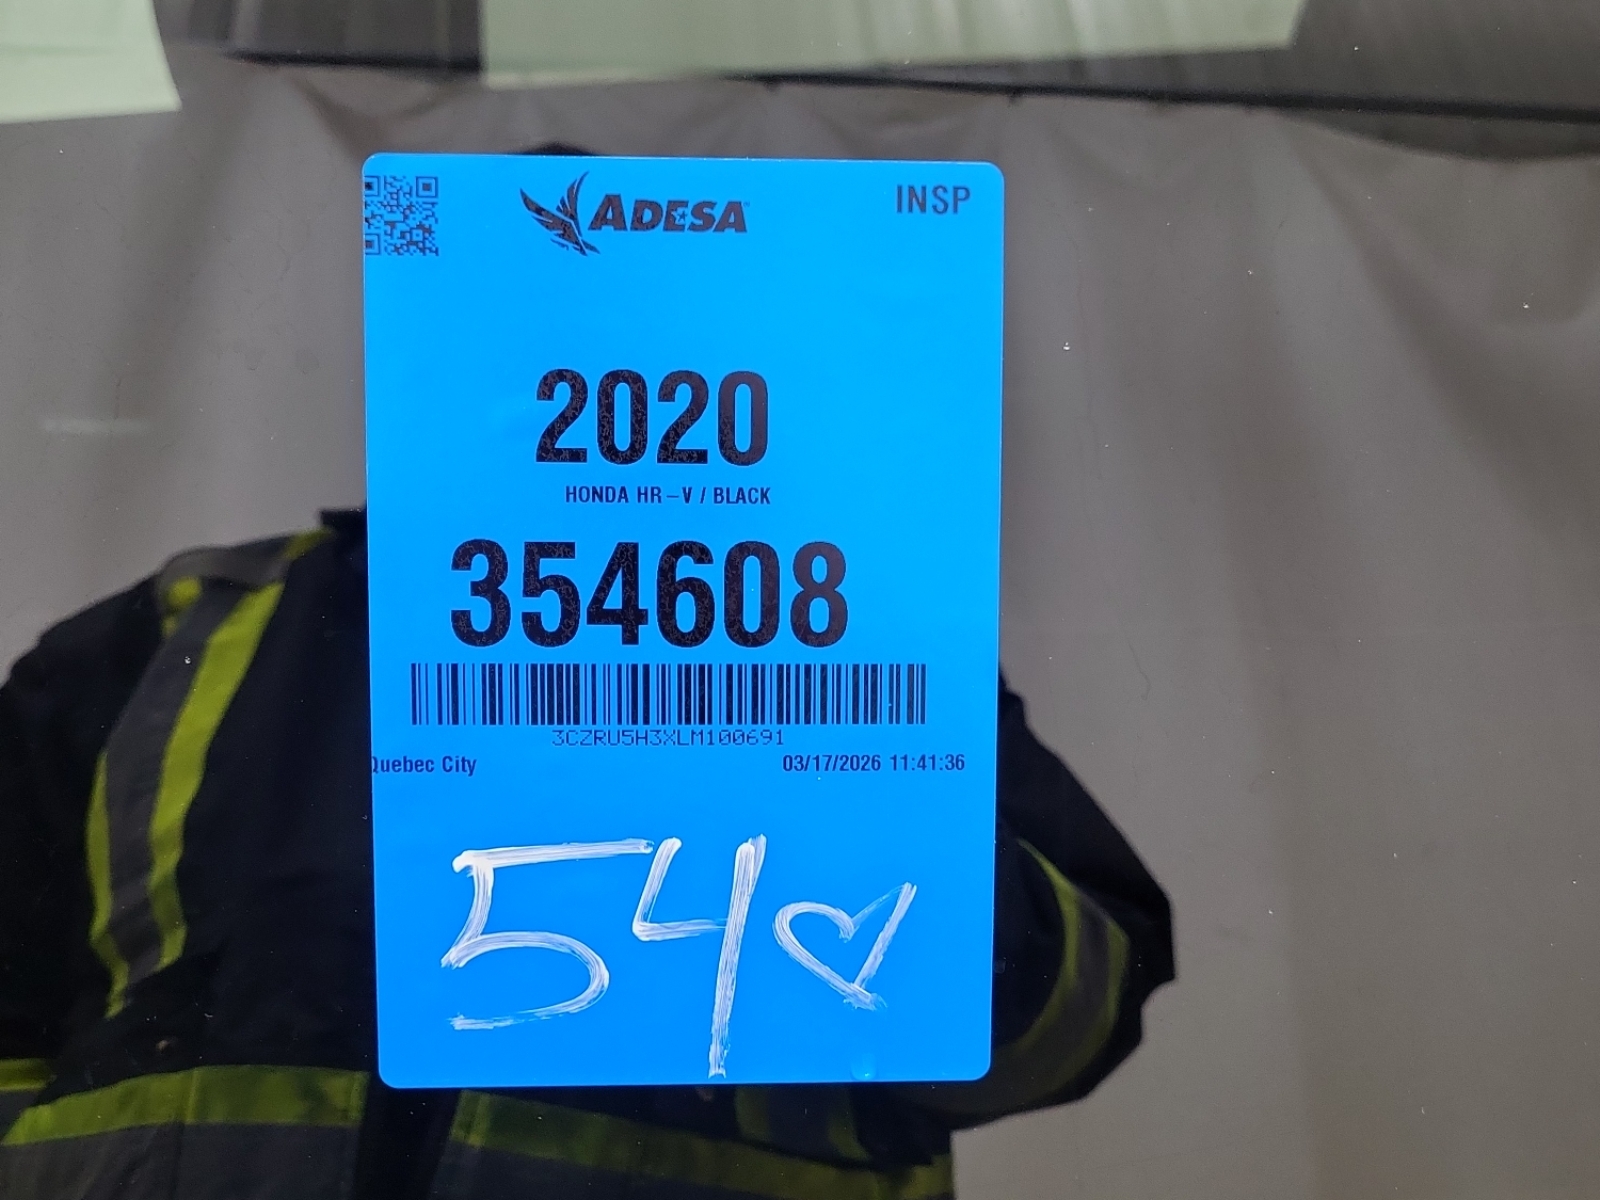 ADESA
INSP
2020
HONDA HR-V / BLACK
354608
3CZRU5H3XLM100691
Quebec City
03/17/2026 11:41:36
54♡